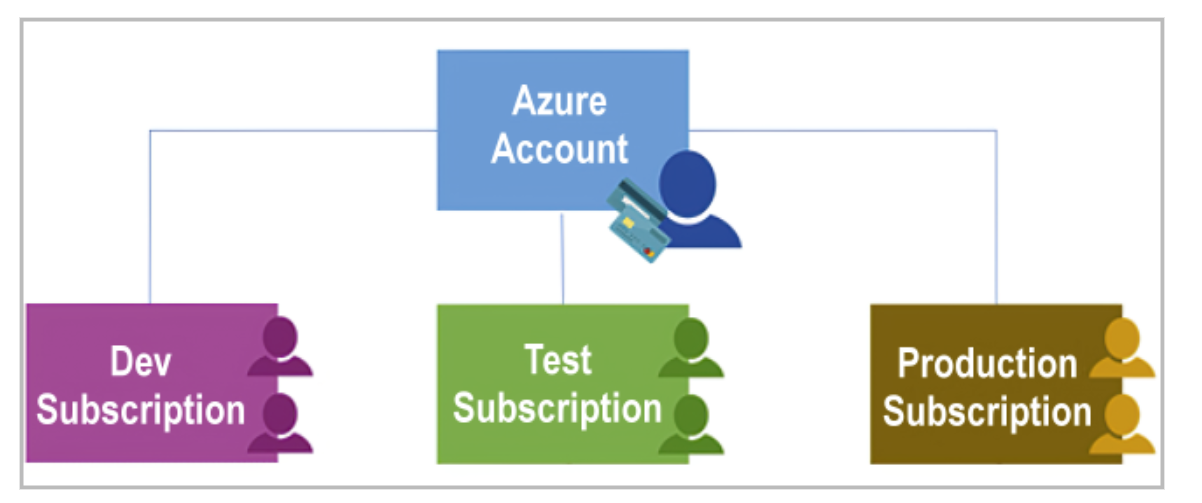 Azure
Account
Dev
Subscription
Test
Subscription
Production
Subscription